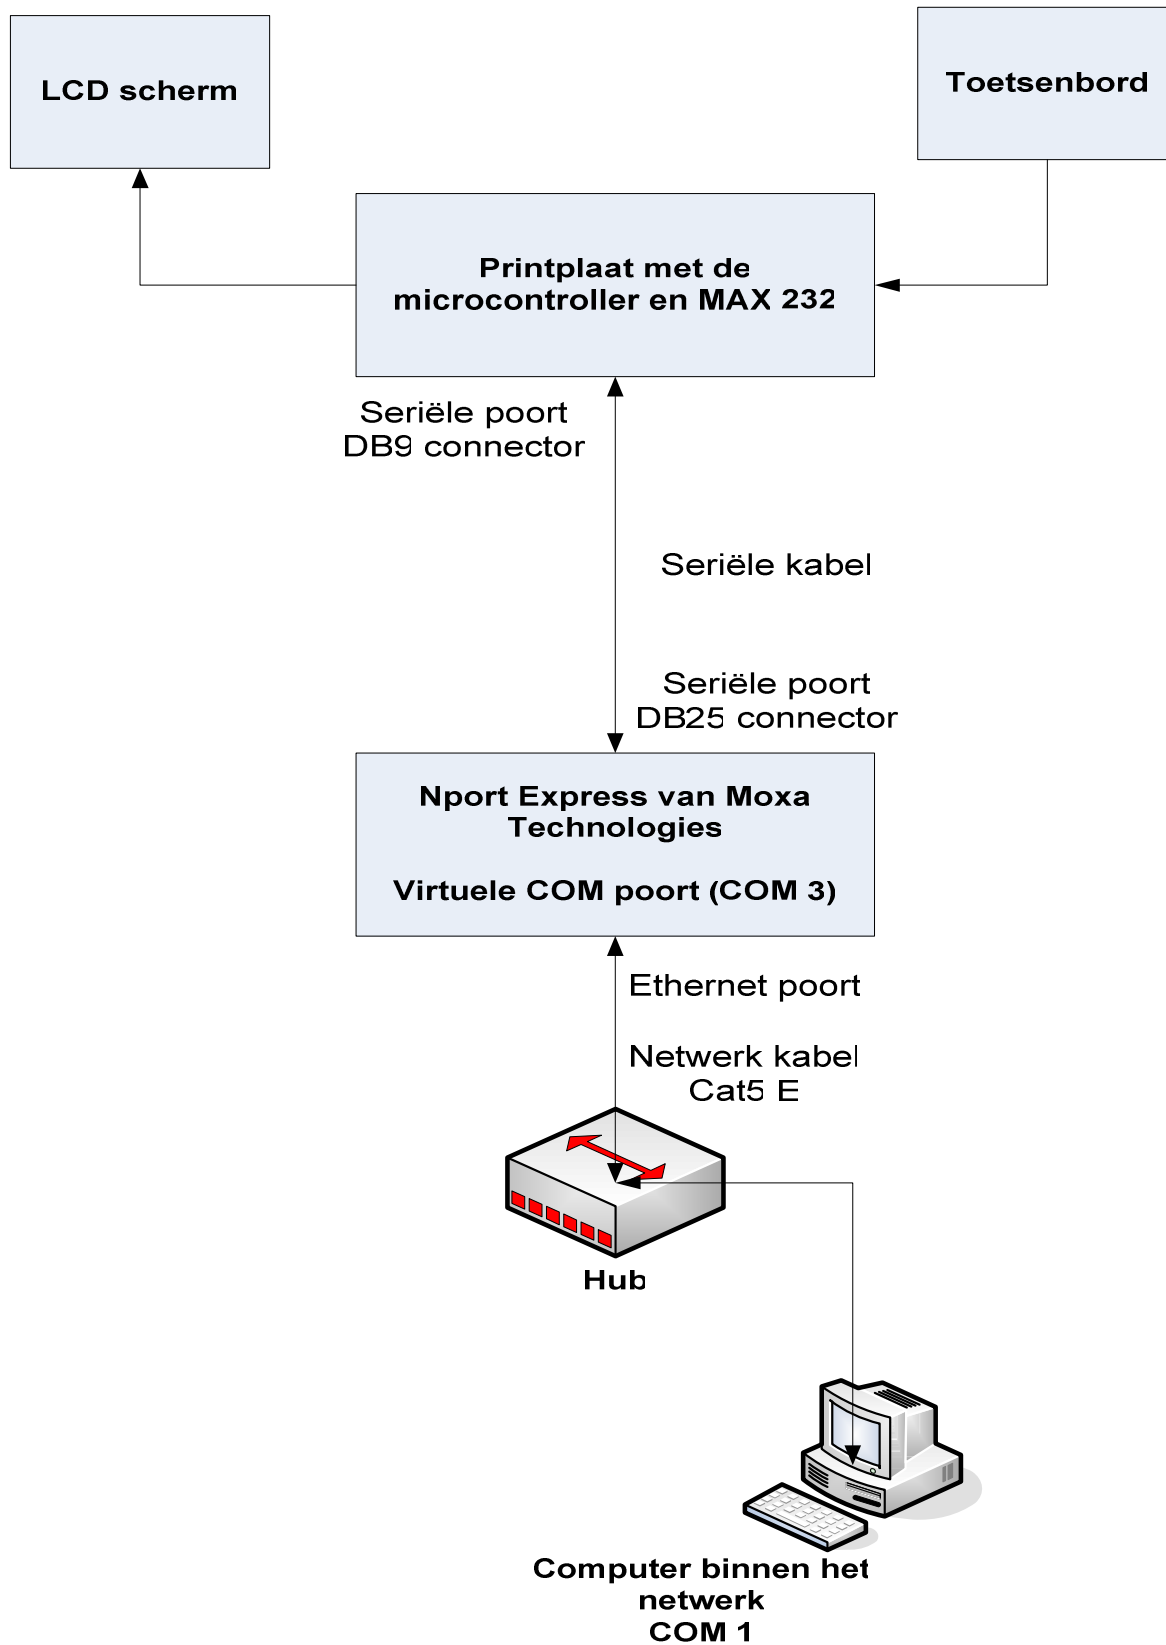 LCD scherm
Toetsenbord
Printplaat met de
microcontroller en MAX 232
Seriële poort
DB9 connector
Seriële kabel
Seriële poort
DB25 connector
Nport Express van Moxa
Technologies
Virtuele COM poort (COM 3)
Ethernet poort
Netwerk kabel
Cat5 E
Hub
Computer binnen het
netwerk
COM 1